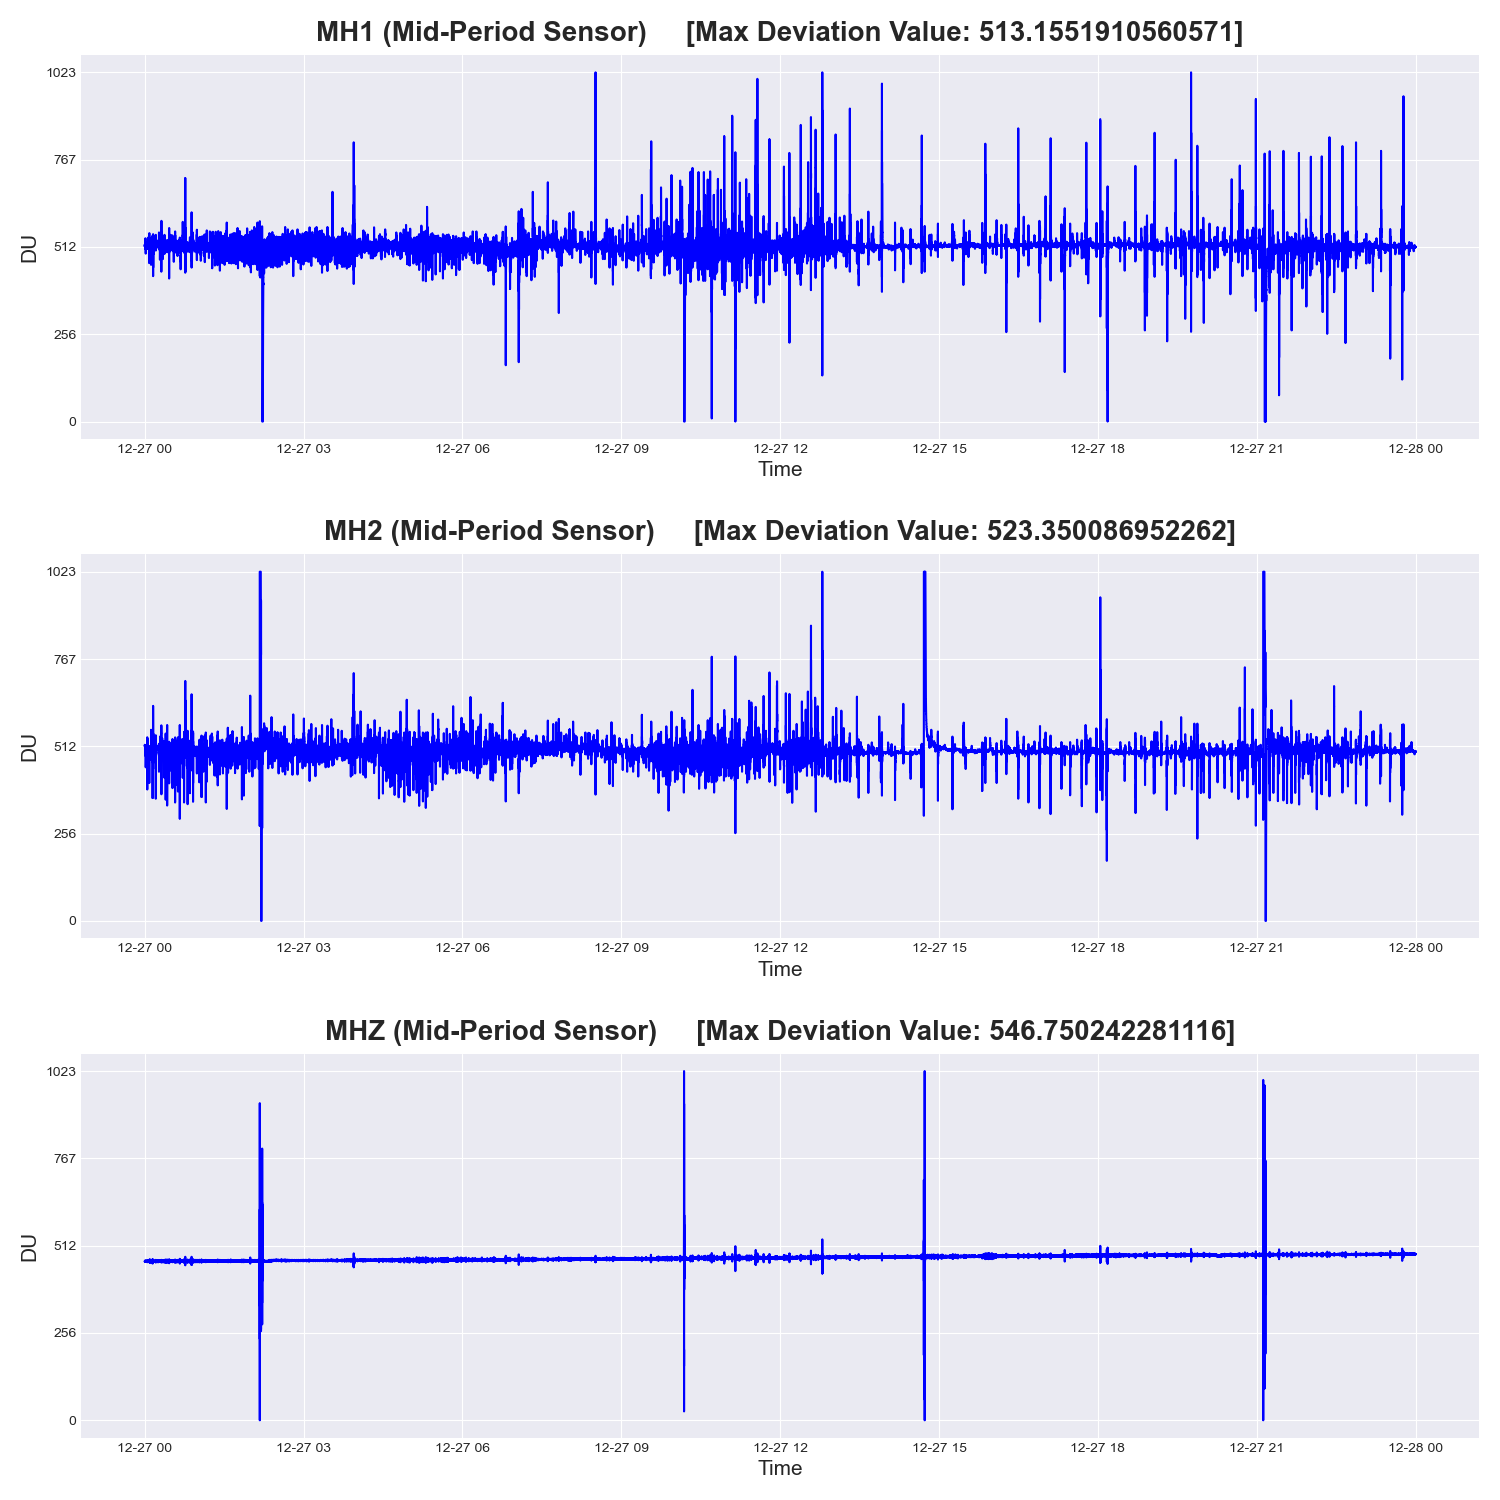 MH1 (Mid-Period Sensor) [Max Deviation Value: 513.1551910560571]
1023
767
512
256
0
DU
12-27 00 12-27 03 12-27 06 12-27 09 12-27 12 12-27 15 12-27 18 12-27 21 12-28 00
Time
MH2 (Mid-Period Sensor) [Max Deviation Value: 523.350086952262]
1023
767
512
256
0
DU
12-27 00 12-27 03 12-27 06 12-27 09 12-27 12 12-27 15 12-27 18 12-27 21 12-28 00
Time
MHZ (Mid-Period Sensor) [Max Deviation Value: 546.750242281116]
1023
767
512
256
0
DU
12-27 00 12-27 03 12-27 06 12-27 09 12-27 12 12-27 15 12-27 18 12-27 21 12-28 00
Time